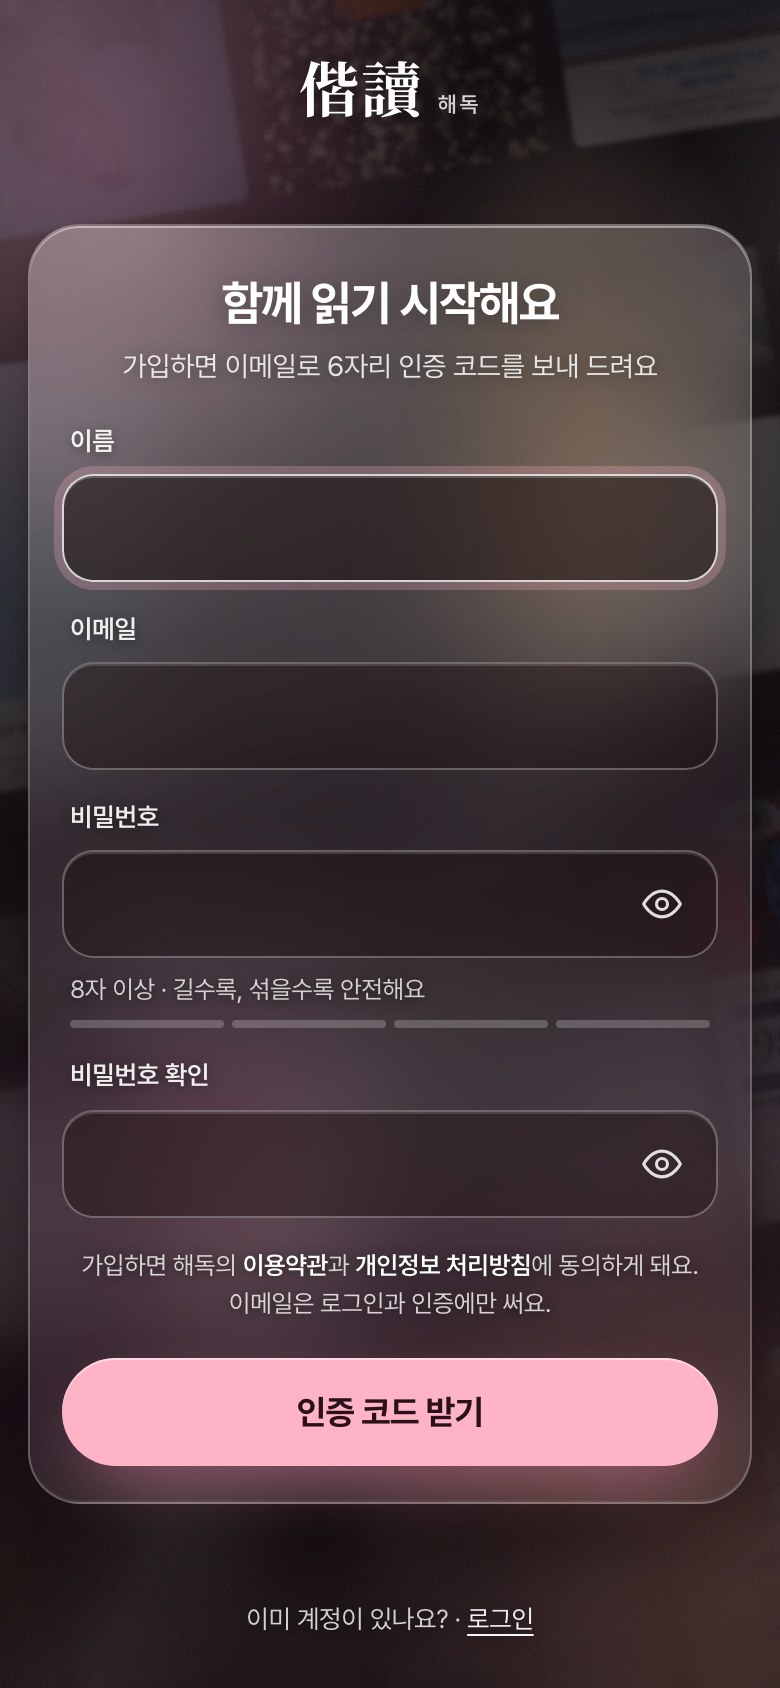 偕讀 해독
함께 읽기 시작해요
가입하면 이메일로 6자리 인증 코드를 보내 드려요
이름
이메일
비밀번호
8자 이상 · 길수록, 섞을수록 안전해요
비밀번호 확인
가입하면 해독의 이용약관과 개인정보 처리방침에 동의하게 돼요.
이메일은 로그인과 인증에만 써요.
인증 코드 받기
이미 계정이 있나요? · 로그인